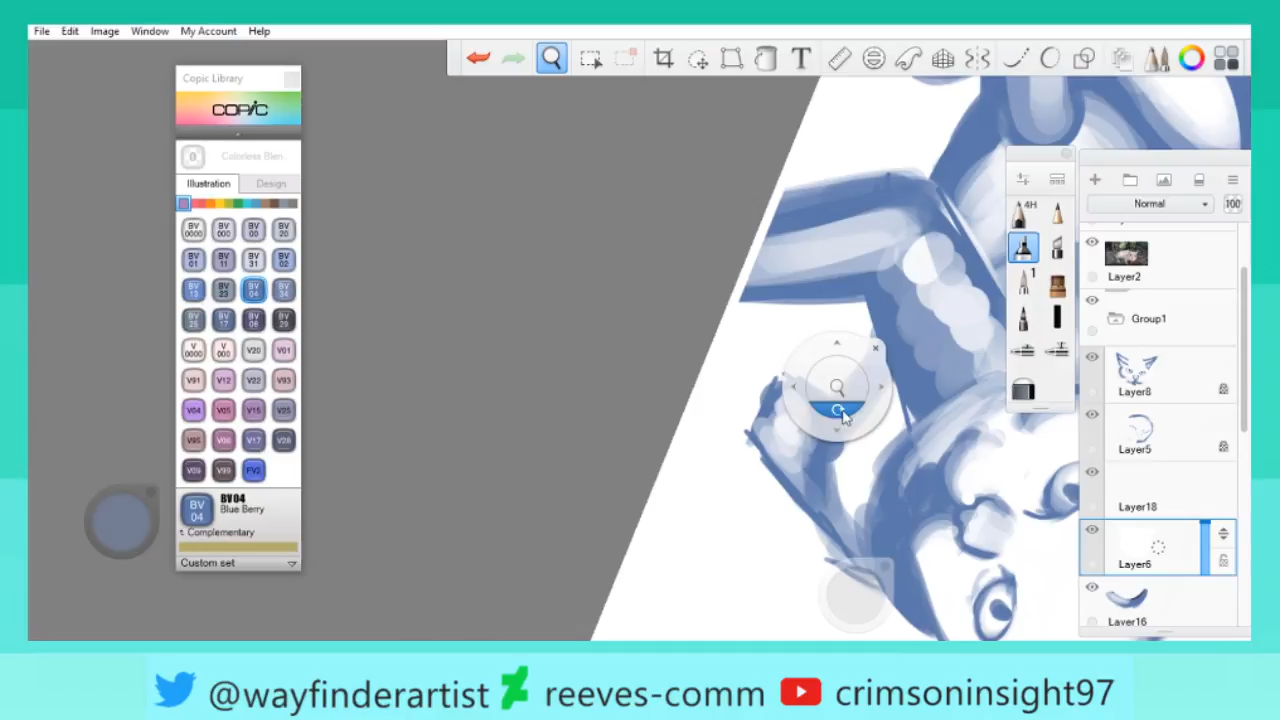 File Edit Image Window My Account Help
Copic Library
COPIC
0 Colorless Blen
Illustration Design
BV 0000 BV 000 BV 00 BV 20
BV 01 BV 11 BV 31 BV 02
BV 13 BV 23 BV 04 BV 34
BV 25 BV 17 BV 08 BV 29
V 0000 V 000 V20 V01
V91 V12 V22 V93
V04 V05 V15 V25
V95 V06 V17 V28
V09 V99 FV2
BV 04 BV04
Blue Berry
Complementary
Custom set
4H
1
Normal 100
Layer2
Group1
Layer8
Layer5
Layer18
Layer6
Layer16
@wayfinderartist reeves-comm crimsoninsight97